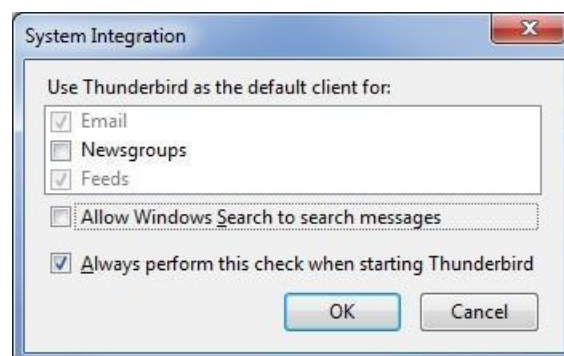 System Integration
Use Thunderbird as the default client for:
Email
Newsgroups
Feeds
Allow Windows Search to search messages
Always perform this check when starting Thunderbird
OK Cancel